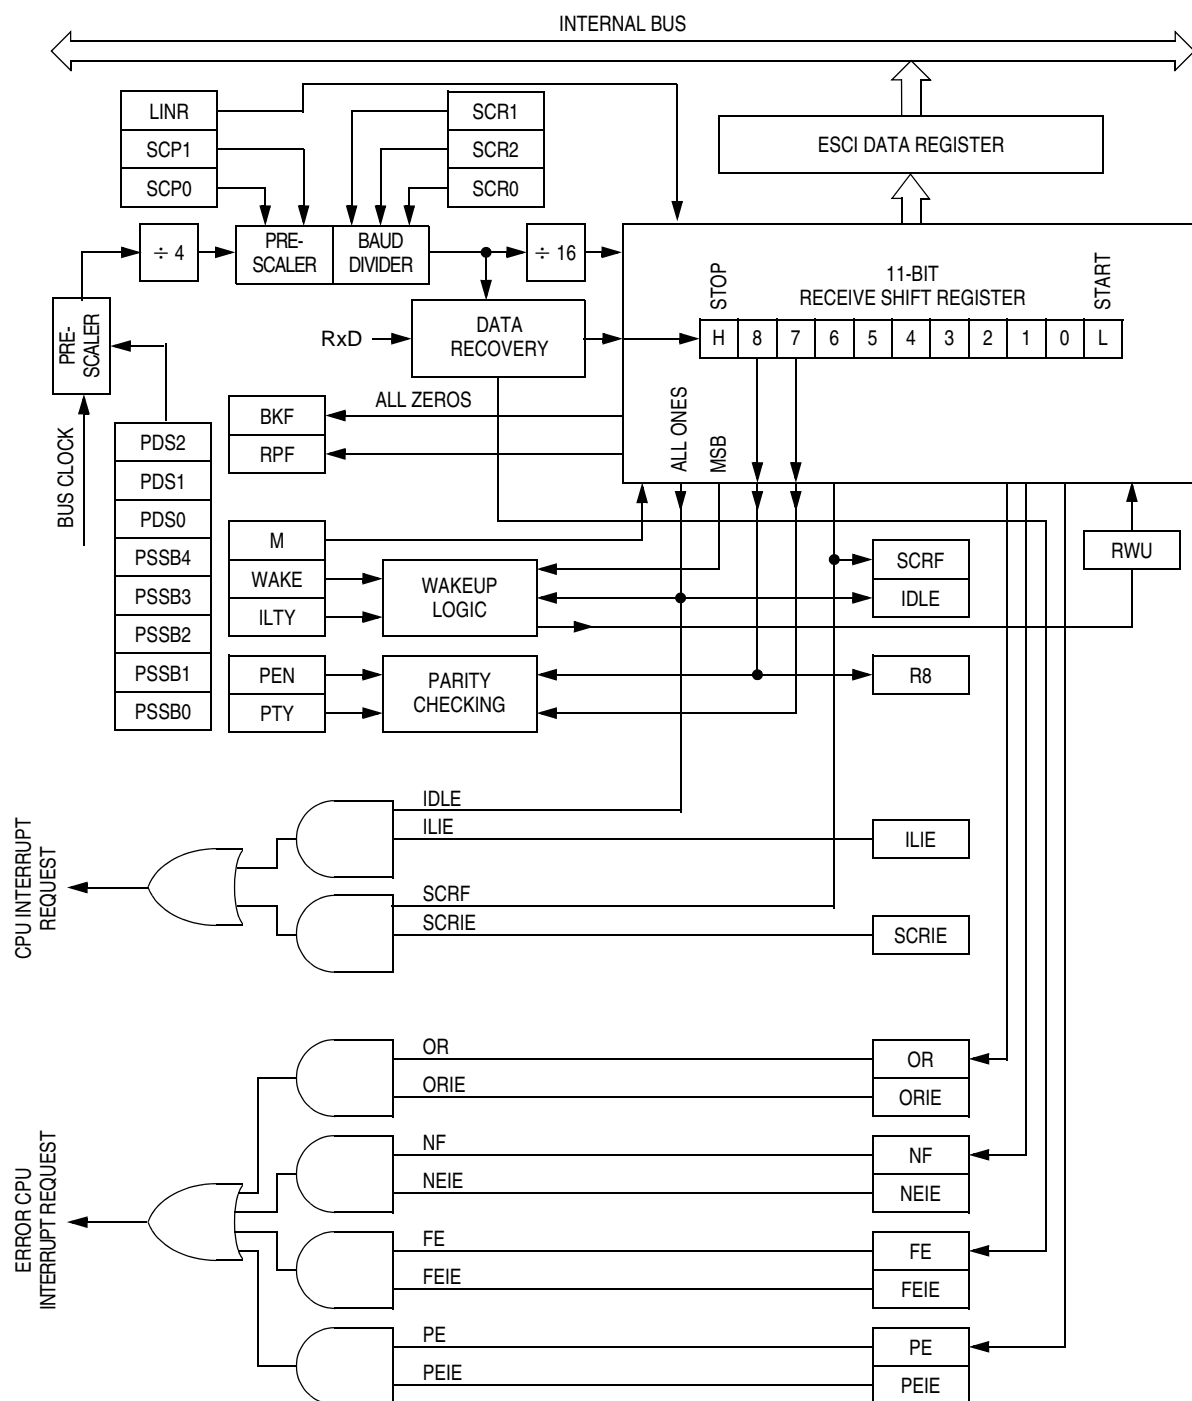 INTERNAL BUS
LINR
SCP1
SCP0
SCR1
SCR2
SCR0
ESCI DATA REGISTER
÷ 4
PRE-
SCALER
BAUD
DIVIDER
÷ 16
PRE-
SCALER
BUS CLOCK
RxD
DATA
RECOVERY
STOP
11-BIT
RECEIVE SHIFT REGISTER
START
H 8 7 6 5 4 3 2 1 0 L
ALL ZEROS
ALL ONES
MSB
BKF
RPF
PDS2
PDS1
PDS0
PSSB4
PSSB3
PSSB2
PSSB1
PSSB0
M
WAKE
ILTY
WAKEUP
LOGIC
SCRF
IDLE
RWU
PEN
PTY
PARITY
CHECKING
R8
CPU INTERRUPT
REQUEST
IDLE
ILIE
ILIE
SCRF
SCRIE
SCRIE
ERROR CPU
INTERRUPT REQUEST
OR
OR
ORIE
ORIE
NF
NF
NEIE
NEIE
FE
FE
FEIE
FEIE
PE
PE
PEIE
PEIE